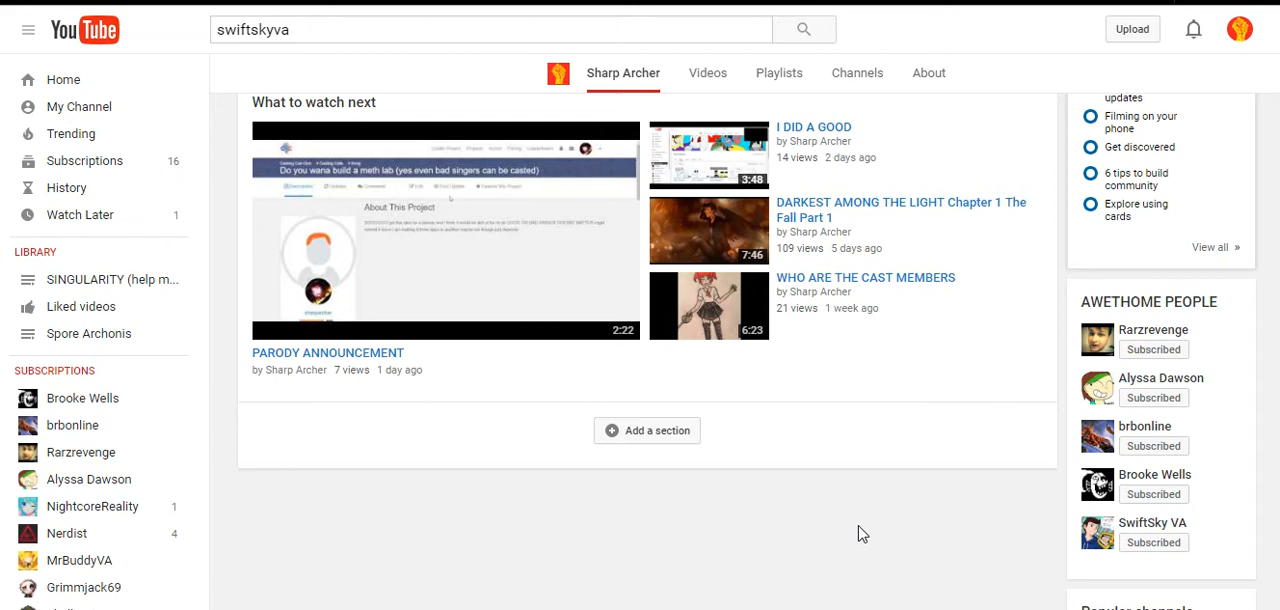 YouTube
swiftskyva
Upload
Sharp Archer Videos Playlists Channels About
Home
My Channel
Trending
Subscriptions 16
History
Watch Later 1
LIBRARY
SINGULARITY (help m...
Liked videos
Spore Archonis
SUBSCRIPTIONS
Brooke Wells
brbonline
Rarzrevenge
Alyssa Dawson
NightcoreReality 1
Nerdist 4
MrBuddyVA
Grimmjack69
What to watch next
Do you wana build a meth lab (yes even bad singers can be casted)
About This Project
2:22
PARODY ANNOUNCEMENT
by Sharp Archer 7 views 1 day ago
3:48
I DID A GOOD
by Sharp Archer
14 views 2 days ago
7:46
DARKEST AMONG THE LIGHT Chapter 1 The
Fall Part 1
by Sharp Archer
109 views 5 days ago
6:23
WHO ARE THE CAST MEMBERS
by Sharp Archer
21 views 1 week ago
Add a section
updates
Filming on your
phone
Get discovered
6 tips to build
community
Explore using
cards
View all »
AWETHOME PEOPLE
Rarzrevenge
Subscribed
Alyssa Dawson
Subscribed
brbonline
Subscribed
Brooke Wells
Subscribed
SwiftSky VA
Subscribed
Popular channels